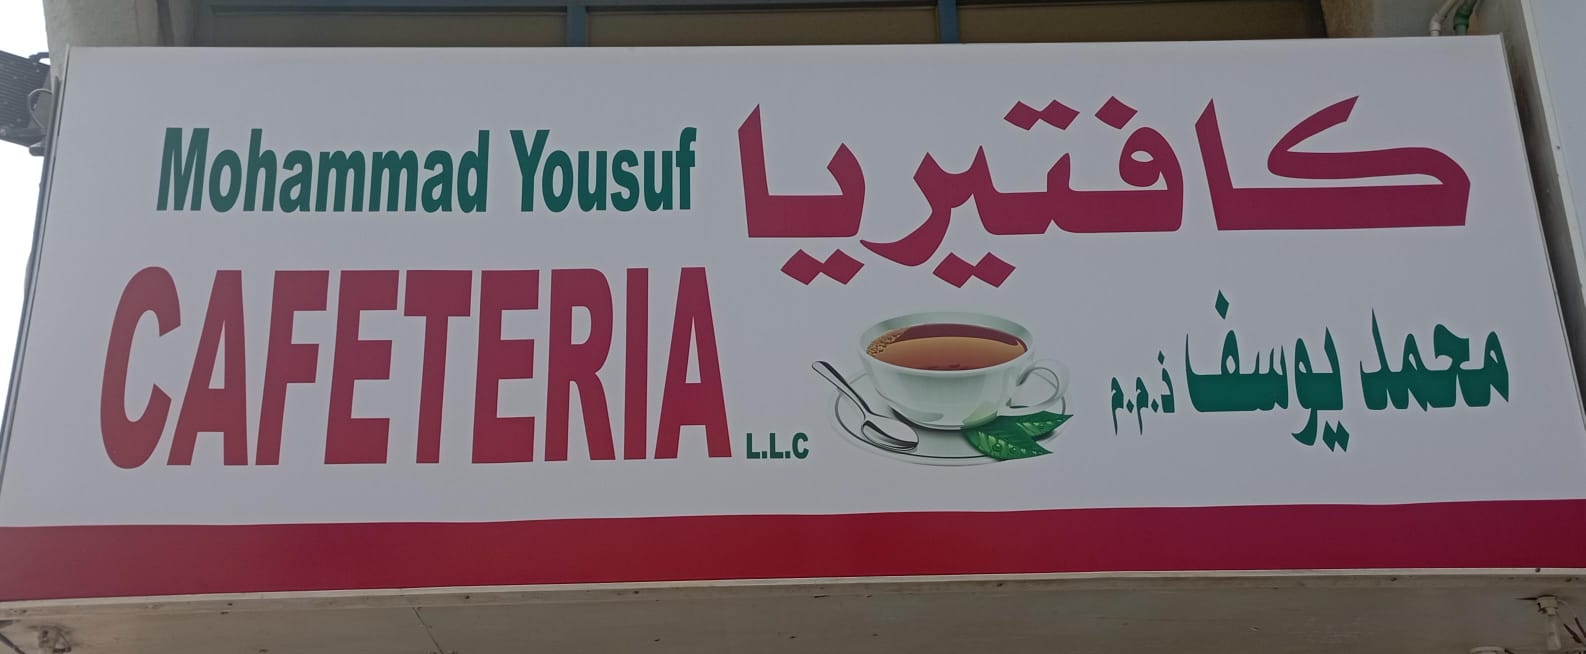 Mohammad Yousuf
CAFETERIA L.L.C
كافتيريا
محمد يوسف ذ.م.م